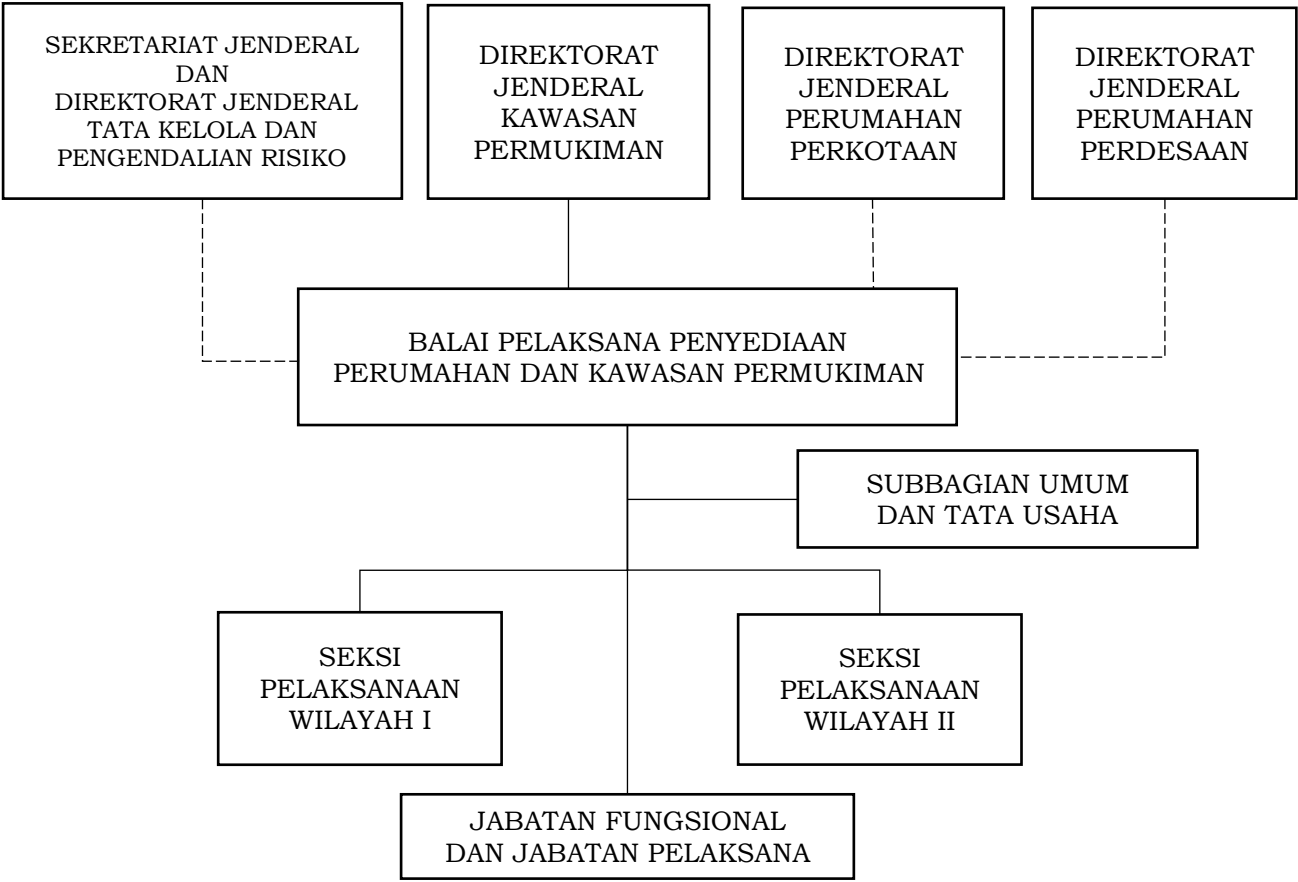 SEKRETARIAT JENDERAL
DAN
DIREKTORAT JENDERAL
TATA KELOLA DAN
PENGENDALIAN RISIKO
DIREKTORAT
JENDERAL
KAWASAN
PERMUKIMAN
DIREKTORAT
JENDERAL
PERUMAHAN
PERKOTAAN
DIREKTORAT
JENDERAL
PERUMAHAN
PERDESAAN
BALAI PELAKSANA PENYEDIAAN
PERUMAHAN DAN KAWASAN PERMUKIMAN
SUBBAGIAN UMUM
DAN TATA USAHA
SEKSI
PELAKSANAAN
WILAYAH I
SEKSI
PELAKSANAAN
WILAYAH II
JABATAN FUNGSIONAL
DAN JABATAN PELAKSANA